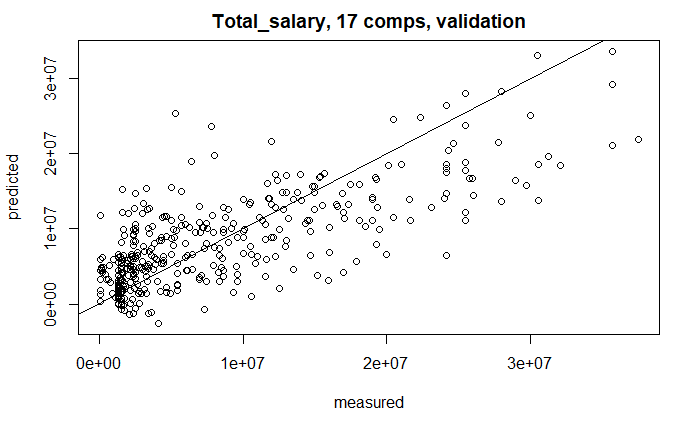 Total_salary, 17 comps, validation
predicted
3e+07
2e+07
1e+07
0e+00
0e+00 1e+07 2e+07 3e+07
measured